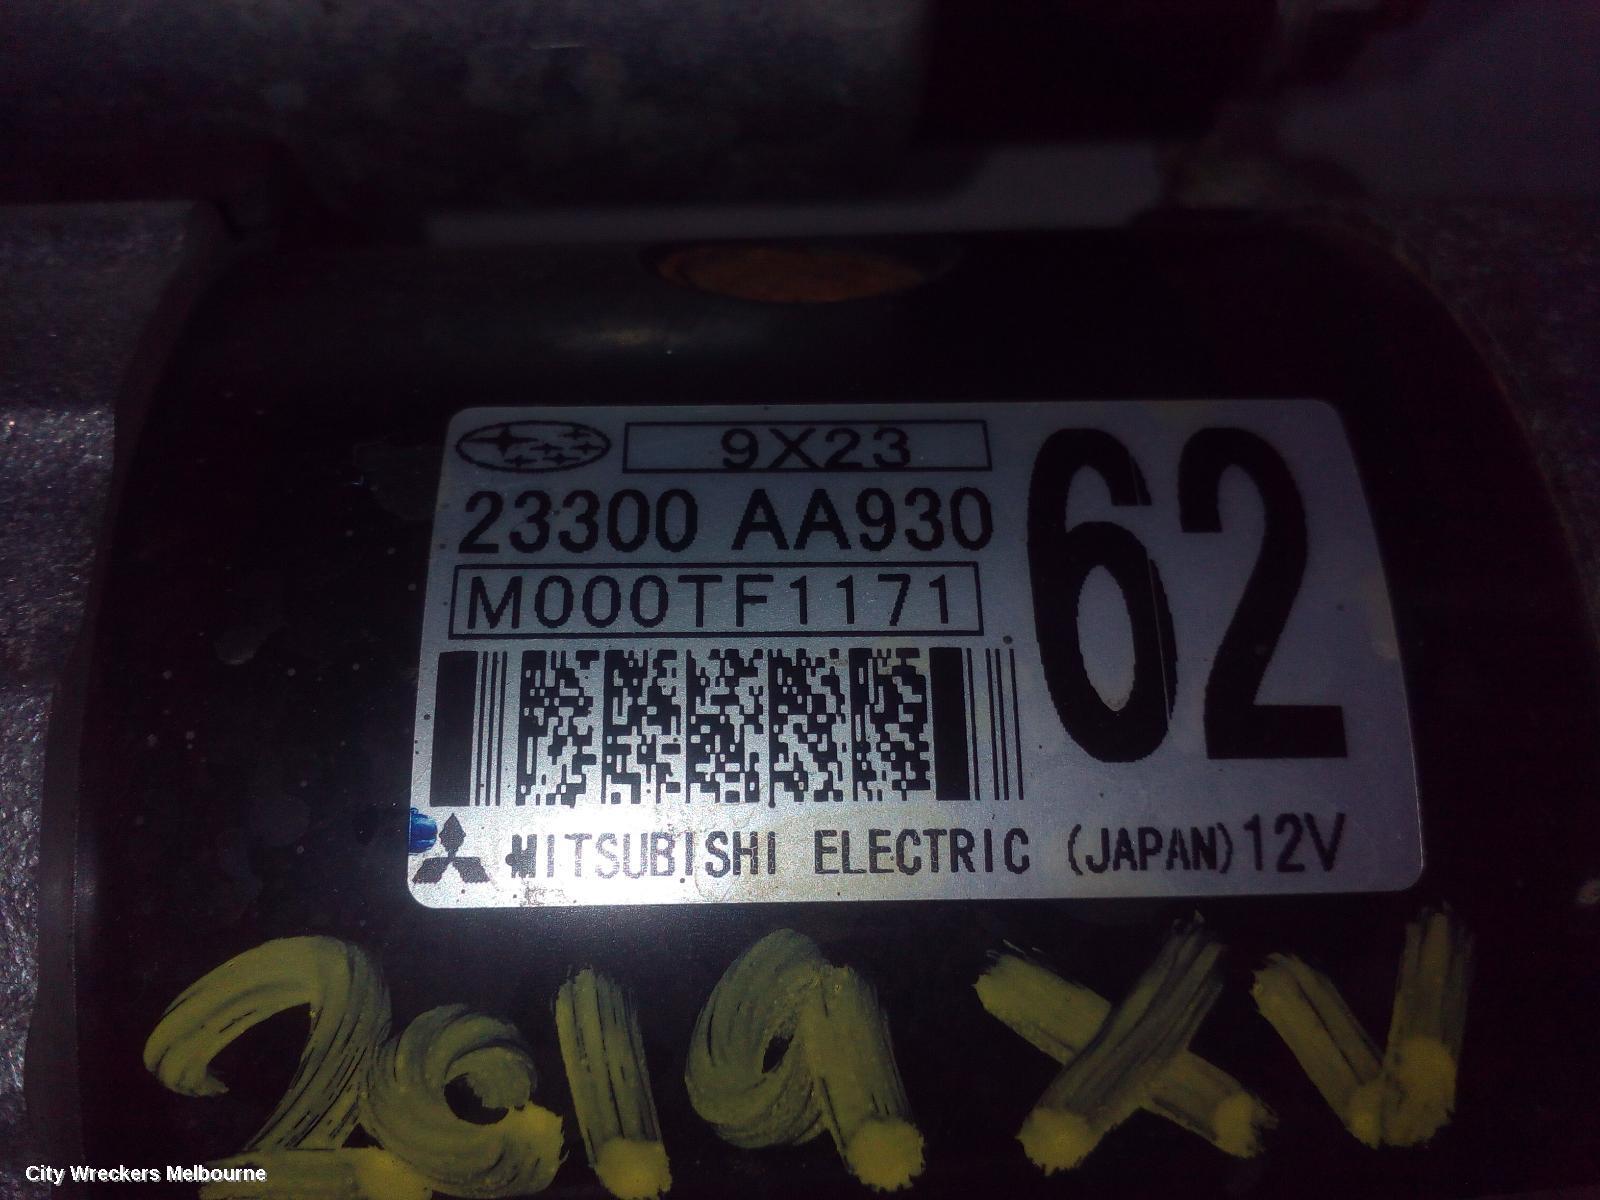 9X23
23300 AA930
62
M000TF1171
MITSUBISHI ELECTRIC (JAPAN) 12V
2019 XV
City Wreckers Melbourne